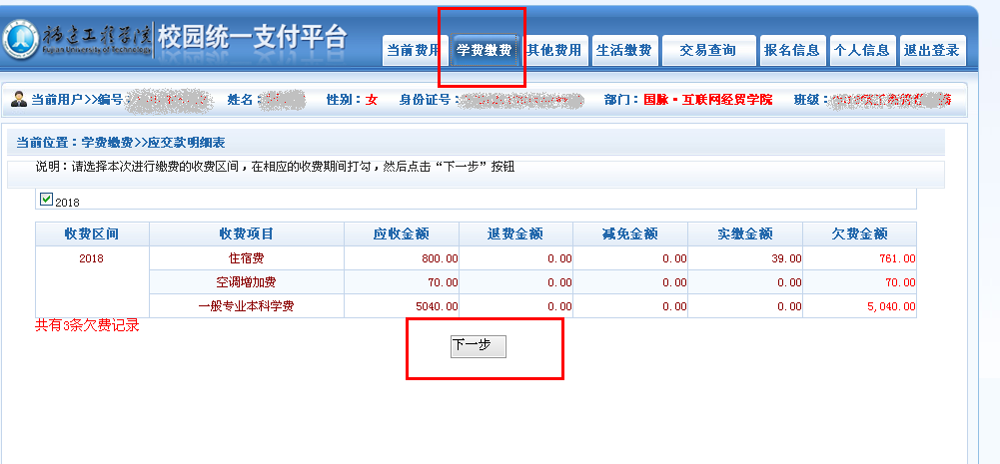 福建工程学院
Fujian University of Technology
校园统一支付平台
当前费用 学费缴费 其他费用 生活缴费 交易查询 报名信息 个人信息 退出登录
当前用户>>编号: 姓名: 性别:女 身份证号: 部门:国脉·互联网经贸学院 班级:
当前位置:学费缴费>>应交款明细表
说明:请选择本次进行缴费的收费区间,在相应的收费期间打勾,然后点击“下一步”按钮
2018
收费区间 收费项目 应收金额 退费金额 减免金额 实缴金额 欠费金额
2018 住宿费 800.00 0.00 0.00 39.00 761.00
空调增加费 70.00 0.00 0.00 0.00 70.00
一般专业本科学费 5040.00 0.00 0.00 0.00 5,040.00
共有3条欠费记录
下一步